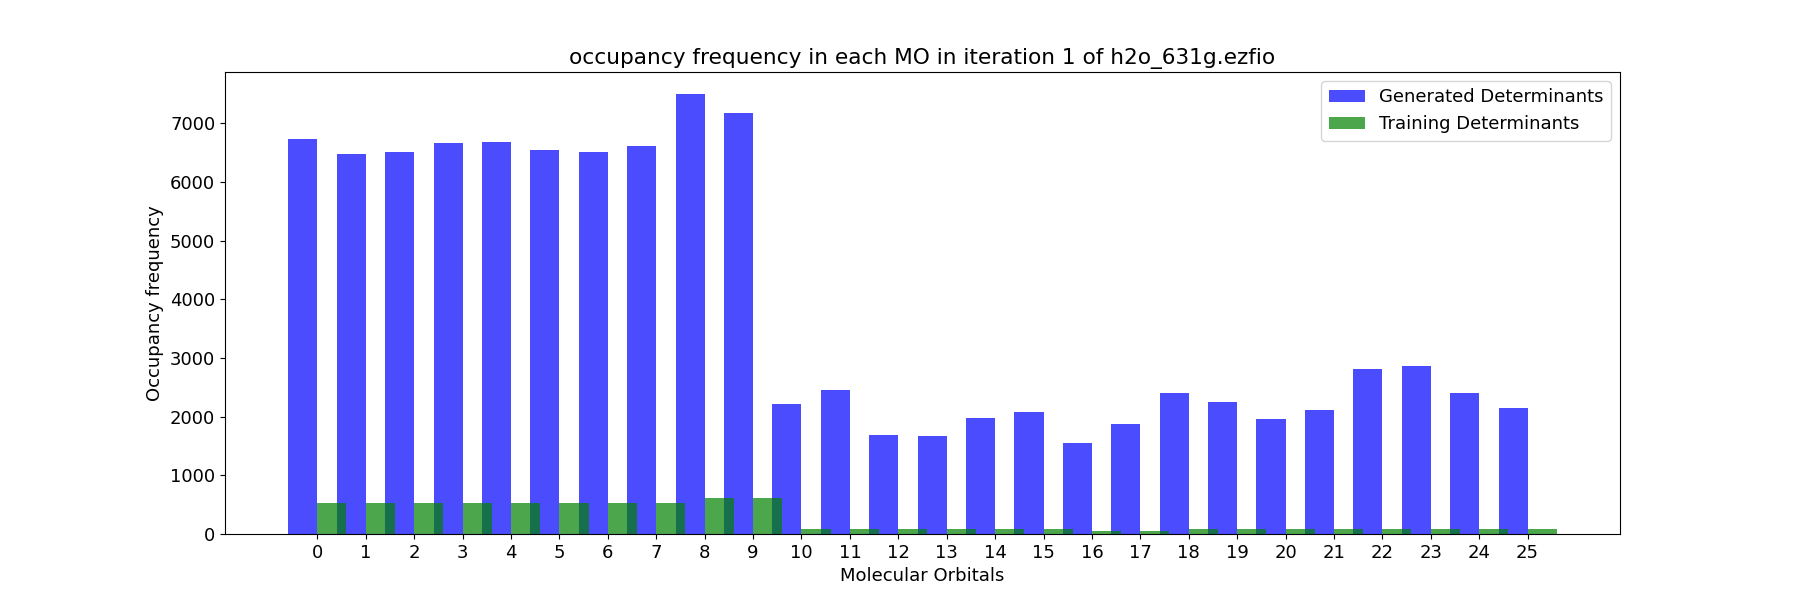 occupancy frequency in each MO in iteration 1 of h2o_631g.ezfio
Generated Determinants
Training Determinants
Occupancy frequency
7000
6000
5000
4000
3000
2000
1000
0
0 1 2 3 4 5 6 7 8 9 10 11 12 13 14 15 16 17 18 19 20 21 22 23 24 25
Molecular Orbitals